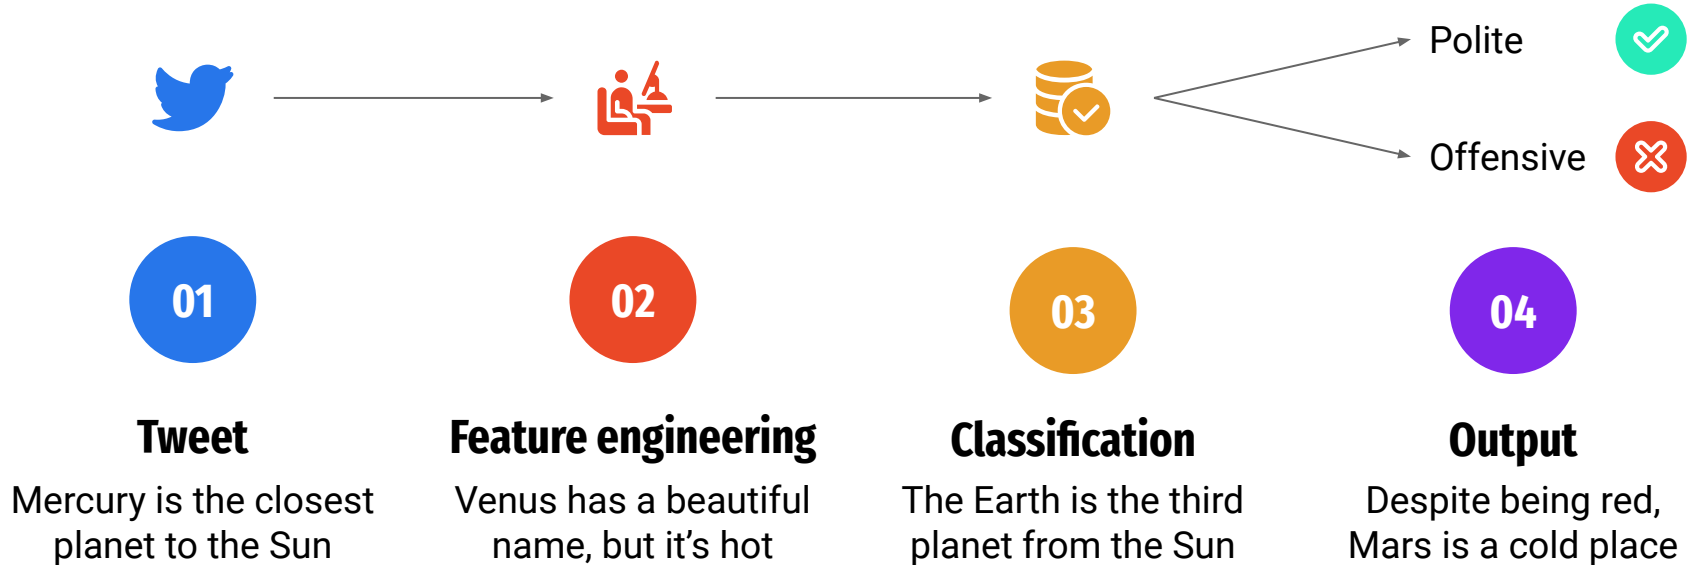 Polite
Offensive
01
02
03
04
Tweet
Mercury is the closest
planet to the Sun
Feature engineering
Venus has a beautiful
name, but it’s hot
Classification
The Earth is the third
planet from the Sun
Output
Despite being red,
Mars is a cold place